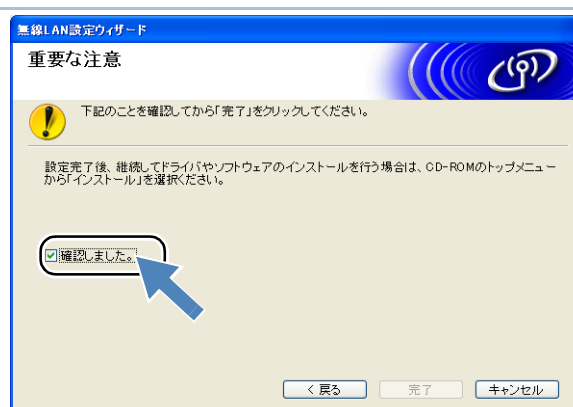 無線LAN設定ウィザード
重要な注意
下記のことを確認してから「完了」をクリックしてください。
設定完了後、継続してドライバやソフトウェアのインストールを行う場合は、CD-ROMのトップメニュー
から「インストール」を選択ください。
確認しました。
< 戻る 完了 キャンセル